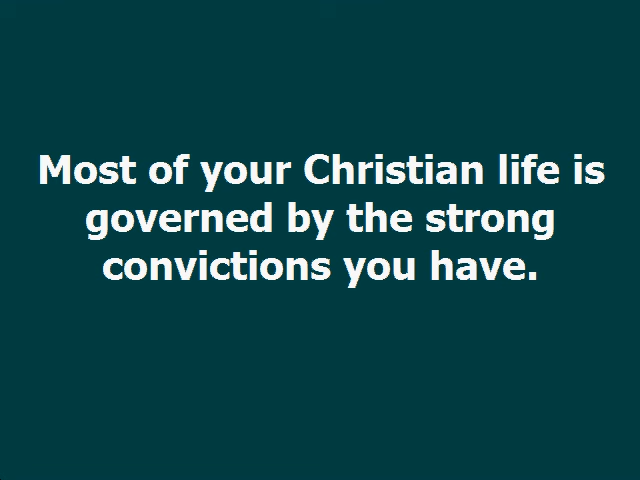 Most of your Christian life is
governed by the strong
convictions you have.